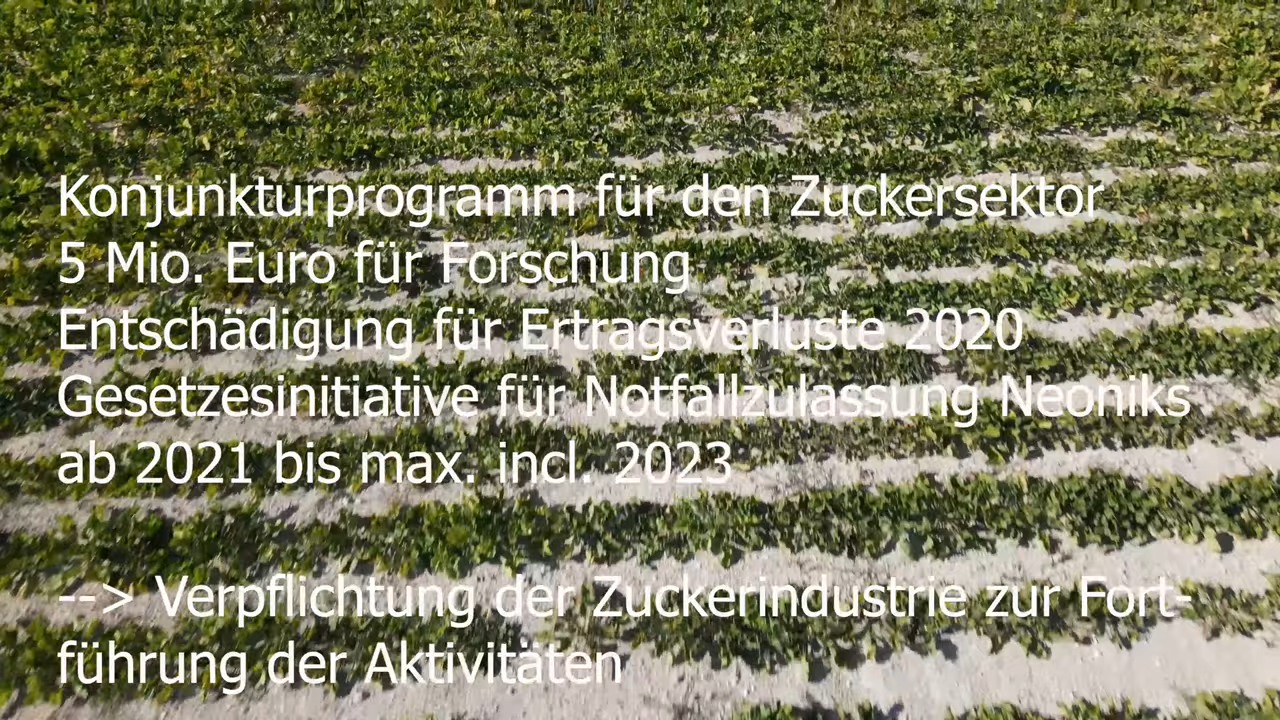 Konjunkturprogramm für den Zuckersektor
5 Mio. Euro für Forschung
Entschädigung für Ertragsverluste 2020
Gesetzesinitiative für Notfallzulassung Neoniks
ab 2021 bis max. incl. 2023
--> Verpflichtung der Zuckerindustrie zur Fort-
führung der Aktivitäten